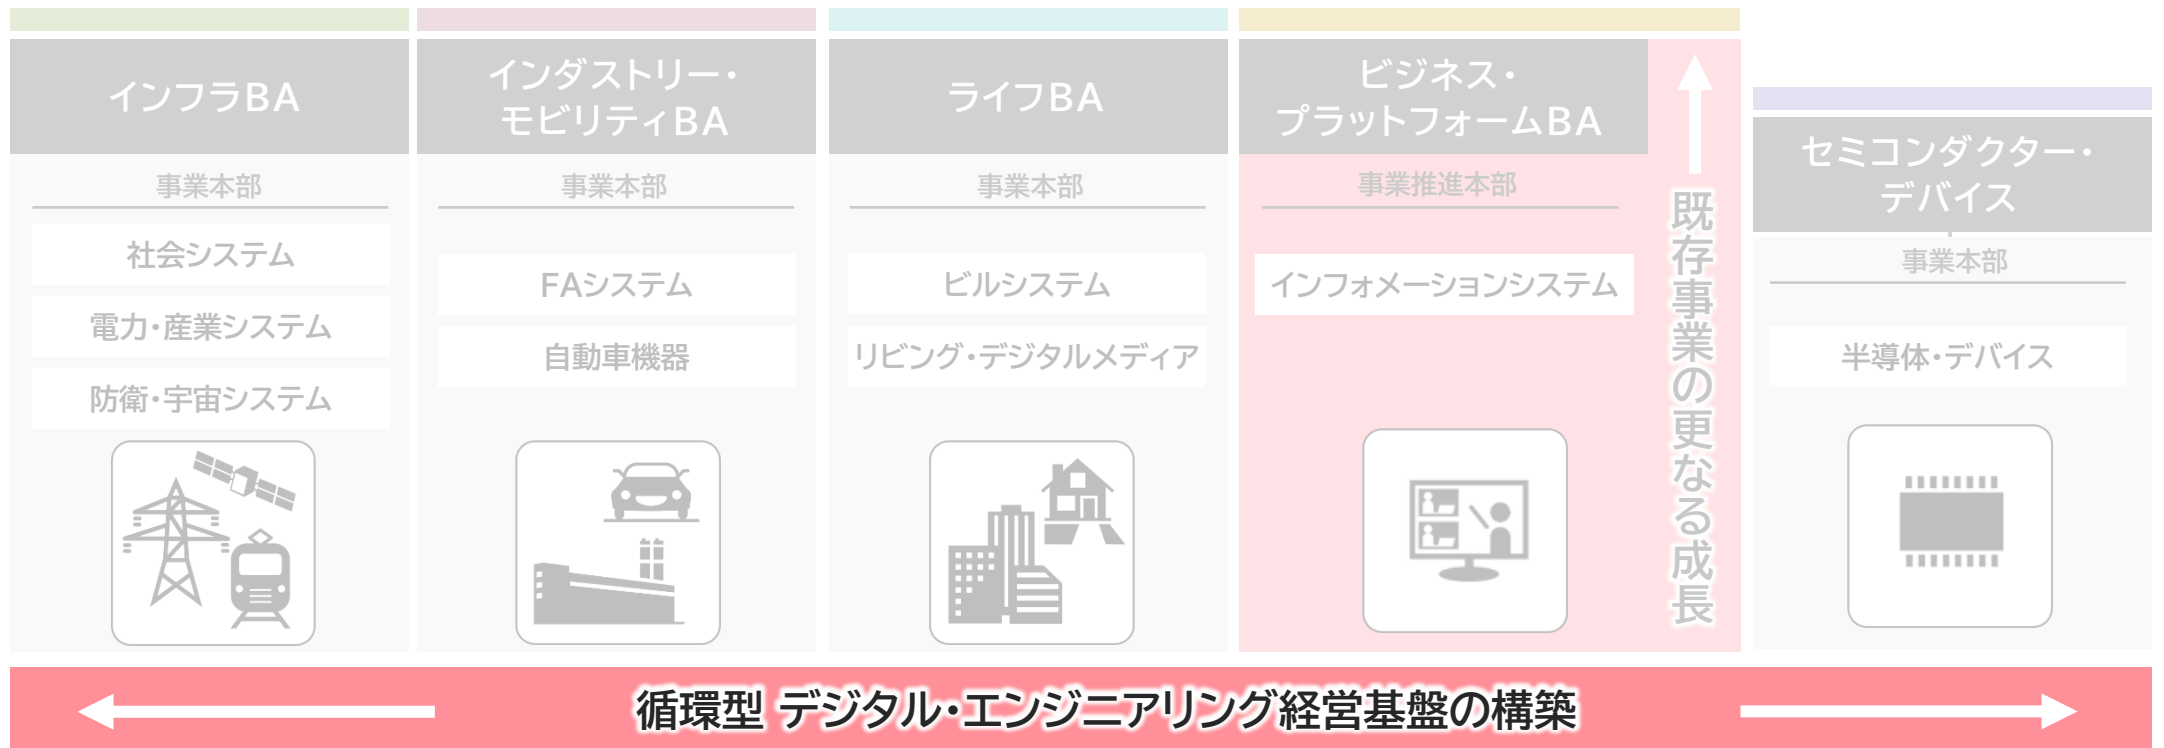 インフラBA
事業本部
社会システム
電力・産業システム
防衛・宇宙システム
インダストリー・
モビリティBA
事業本部
FAシステム
自動車機器
ライフBA
事業本部
ビルシステム
リビング・デジタルメディア
ビジネス・
プラットフォームBA
事業推進本部
インフォメーションシステム
既存事業の更なる成長
セミコンダクター・
デバイス
事業本部
半導体・デバイス
循環型 デジタル・エンジニアリング経営基盤の構築